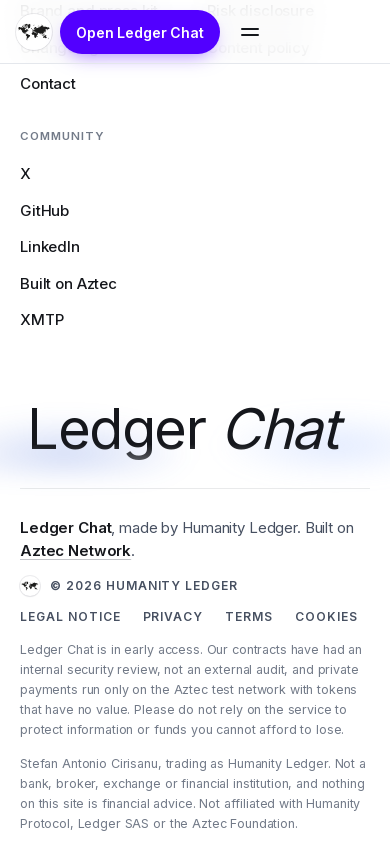 Risk disclosure
Open Ledger Chat
Contact
COMMUNITY
X
GitHub
LinkedIn
Built on Aztec
XMTP
Ledger Chat
Ledger Chat, made by Humanity Ledger. Built on
Aztec Network.
© 2026 HUMANITY LEDGER
LEGAL NOTICE PRIVACY TERMS COOKIES
Ledger Chat is in early access. Our contracts have had an
internal security review, not an external audit, and private
payments run only on the Aztec test network with tokens
that have no value. Please do not rely on the service to
protect information or funds you cannot afford to lose.
Stefan Antonio Cirisanu, trading as Humanity Ledger. Not a
bank, broker, exchange or financial institution, and nothing
on this site is financial advice. Not affiliated with Humanity
Protocol, Ledger SAS or the Aztec Foundation.